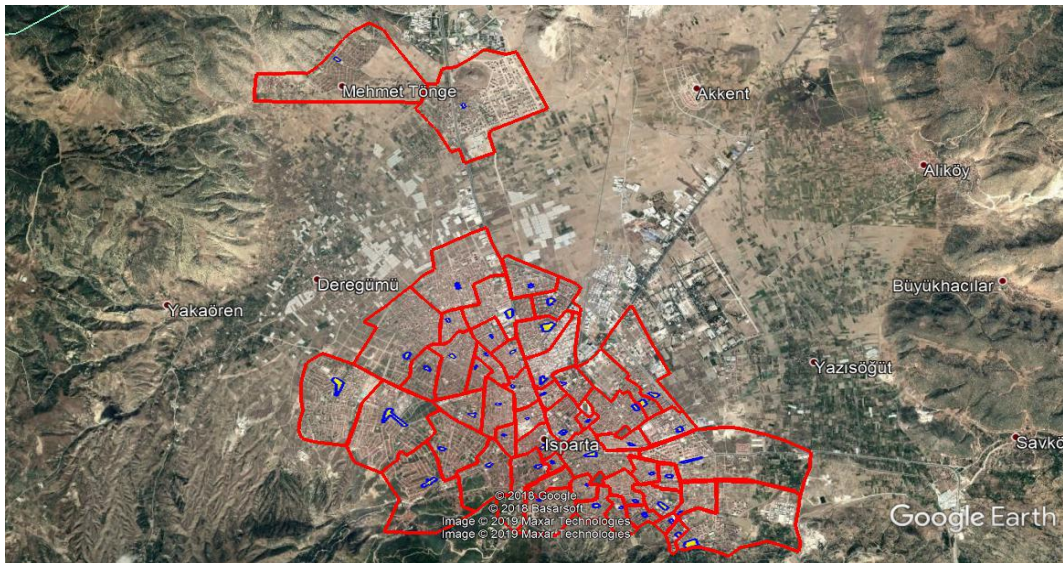 Mehmet Tönge
Akkent
Aliköy
Deregümü
Büyükhacılar
Yakaören
Yazısöğüt
Isparta
Savkö
© 2018 Google
© 2018 Basarsoft
Image © 2019 Maxar Technologies
Image © 2019 Maxar Technologies
Google Earth